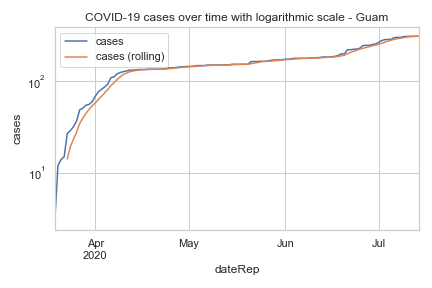 COVID-19 cases over time with logarithmic scale - Guam
cases
cases (rolling)
10²
10¹
cases
Apr
2020
May
Jun
Jul
dateRep